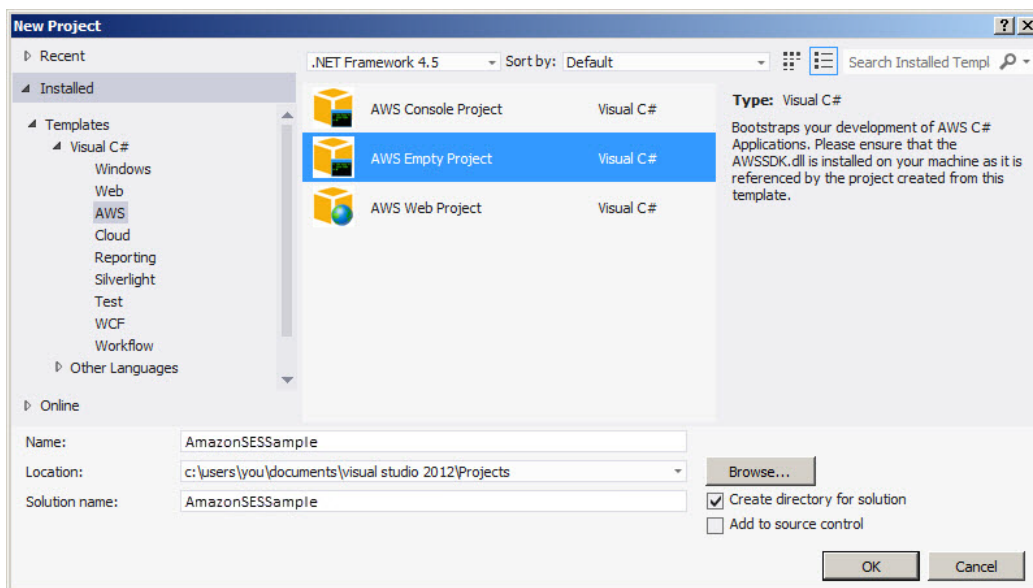 New Project
Recent
Installed
Templates
Visual C#
Windows
Web
AWS
Cloud
Reporting
Silverlight
Test
WCF
Workflow
Other Languages
Online
.NET Framework 4.5 Sort by: Default
Search Installed Templ
AWS Console Project Visual C#
AWS Empty Project Visual C#
AWS Web Project Visual C#
Type: Visual C#
Bootstraps your development of AWS C#
Applications. Please ensure that the
AWSSDK.dll is installed on your machine as it is
referenced by the project created from this
template.
Name: AmazonSESSample
Location: c:\users\you\documents\visual studio 2012\Projects
Browse...
Solution name: AmazonSESSample
Create directory for solution
Add to source control
OK Cancel